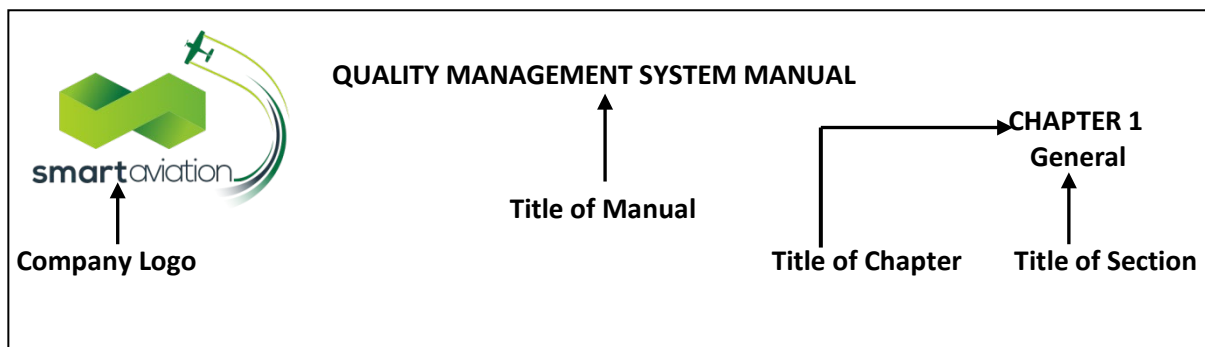 QUALITY MANAGEMENT SYSTEM MANUAL
CHAPTER 1
General
smartaviation
Title of Manual
Company Logo
Title of Chapter
Title of Section